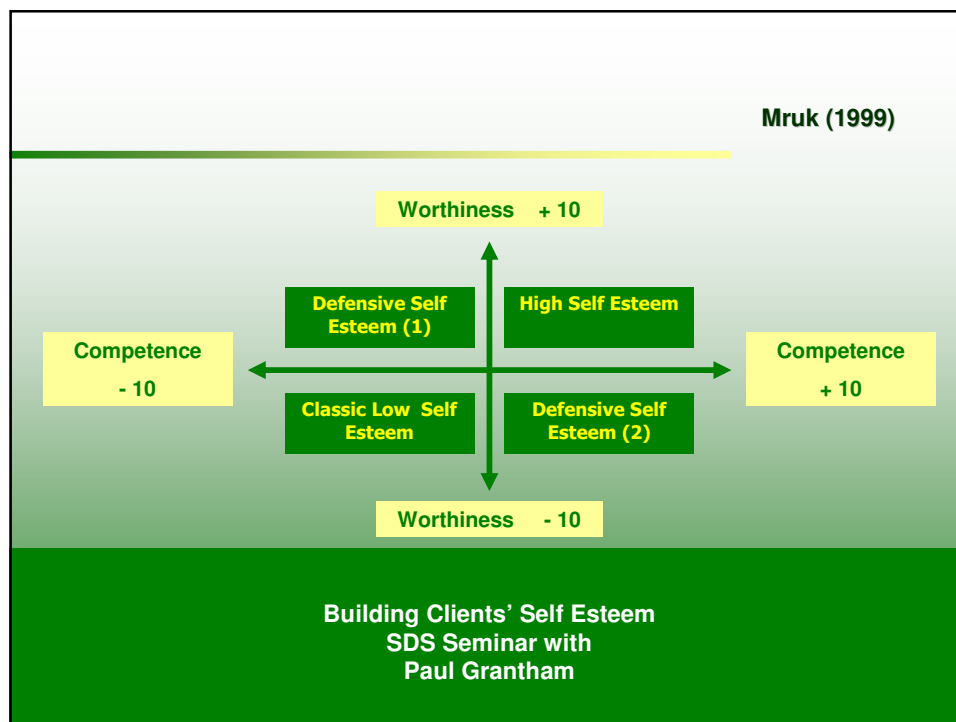 Mruk (1999)
Worthiness + 10
Defensive Self
Esteem (1)
High Self Esteem
Competence
- 10
Competence
+ 10
Classic Low Self
Esteem
Defensive Self
Esteem (2)
Worthiness - 10
Building Clients’ Self Esteem
SDS Seminar with
Paul Grantham